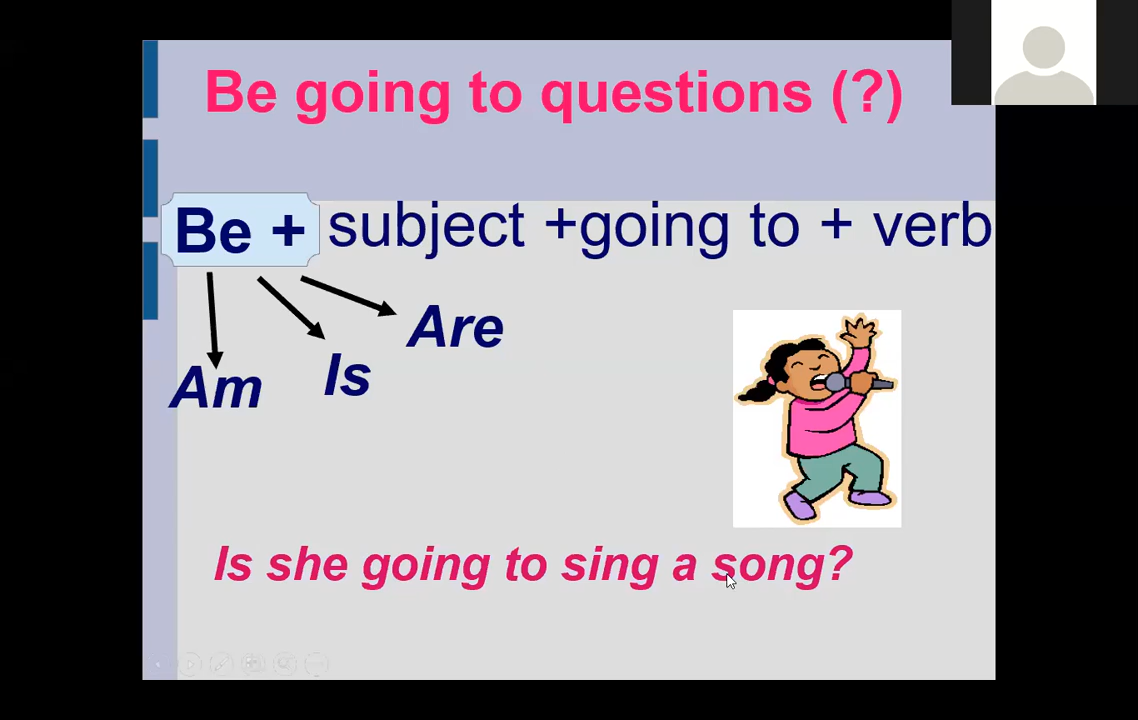 Be going to questions (?)
Be + subject +going to + verb
Are
Is
Am
Is she going to sing a song?